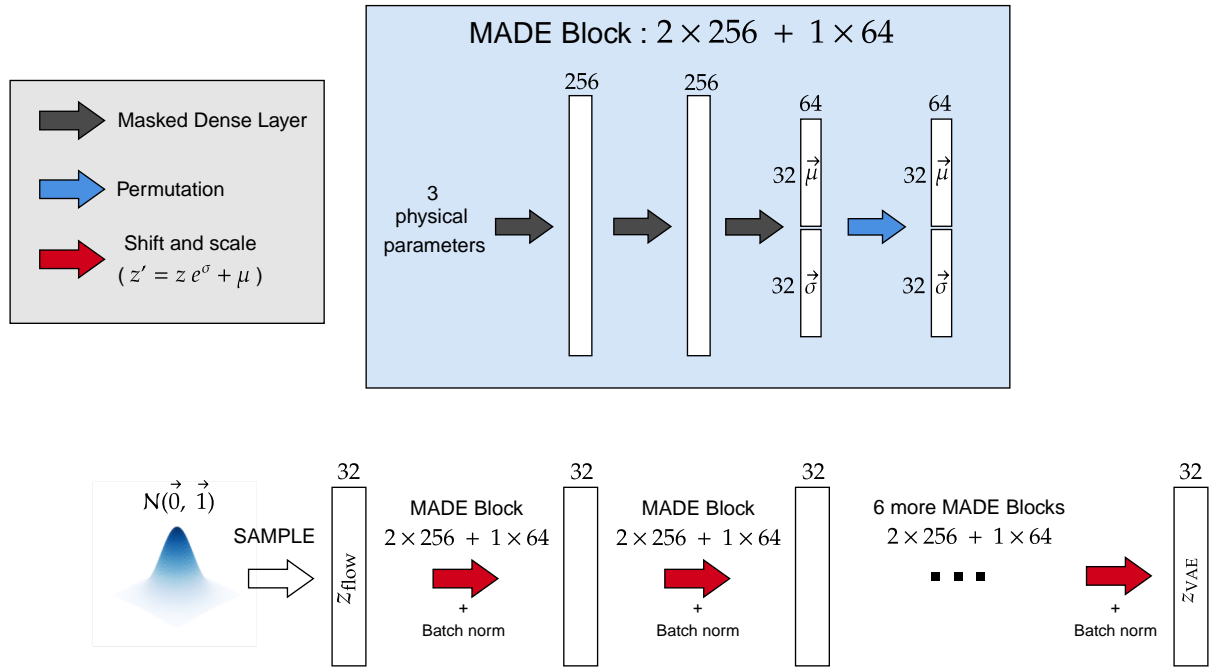 MADE Block : 2 × 256 + 1 × 64
Masked Dense Layer
Permutation
Shift and scale
( z′ = z e^σ + μ )
3
physical
parameters
256
256
64
32 μ⃗
32 σ⃗
64
32 μ⃗
32 σ⃗
N(0⃗, 1⃗)
SAMPLE
32
z_flow
MADE Block
2 × 256 + 1 × 64
+
Batch norm
32
MADE Block
2 × 256 + 1 × 64
+
Batch norm
32
6 more MADE Blocks
2 × 256 + 1 × 64
...
+
Batch norm
32
z_VAE